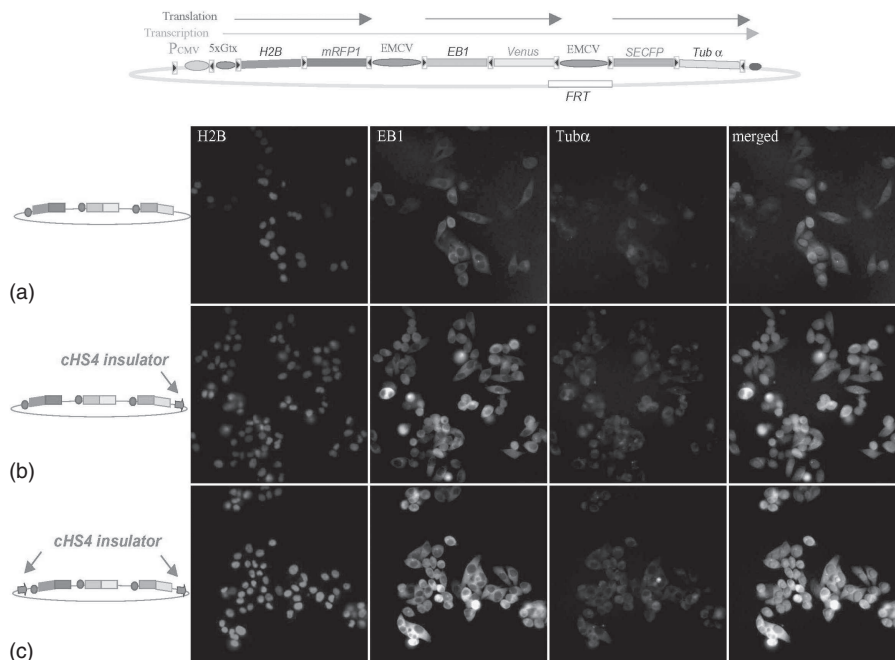 Translation
Transcription
PCMV 5xGtx H2B mRFP1 EMCV EB1 Venus EMCV SECFP Tub α
FRT
H2B EB1 Tubα merged
(a)
cHS4 insulator
(b)
cHS4 insulator
(c)